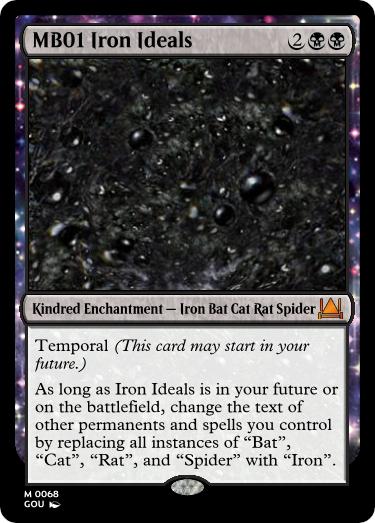 MB01 Iron Ideals 2
Kindred Enchantment — Iron Bat Cat Rat Spider
Temporal (This card may start in your
future.)
As long as Iron Ideals is in your future or
on the battlefield, change the text of
other permanents and spells you control
by replacing all instances of “Bat”,
“Cat”, “Rat”, and “Spider” with “Iron”.
M 0068
GOU